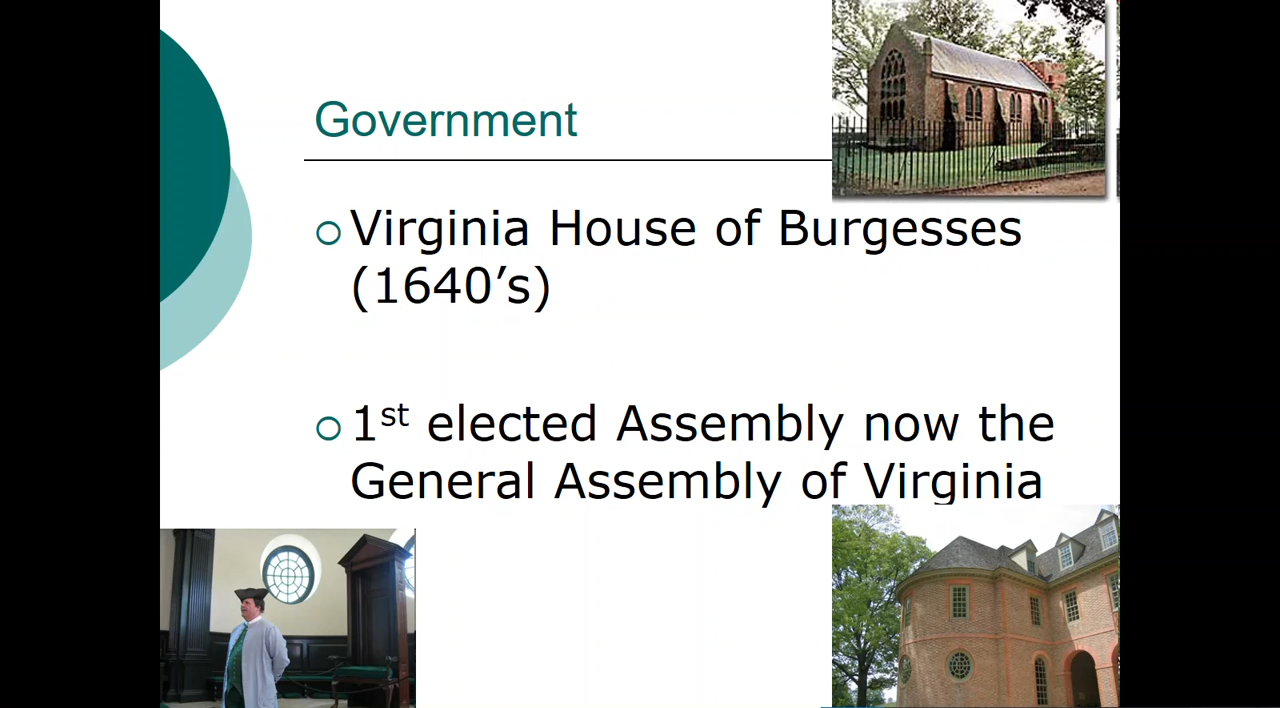 Government
Virginia House of Burgesses
(1640’s)
1st elected Assembly now the
General Assembly of Virginia